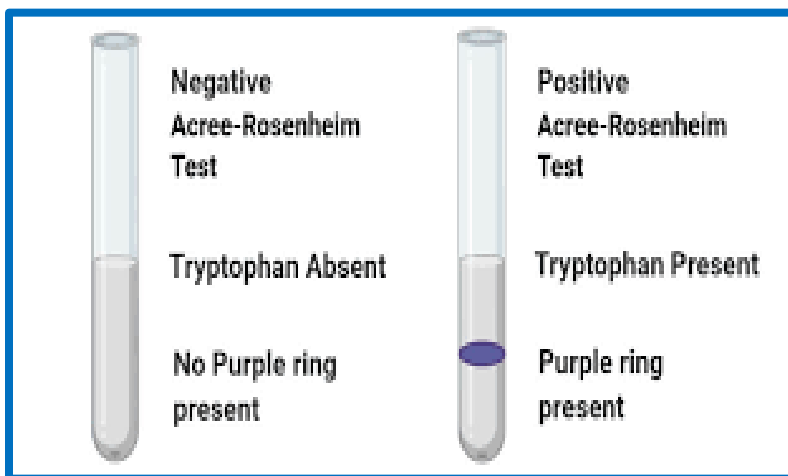 Negative
Acree-Rosenheim
Test
Tryptophan Absent
No Purple ring
present
Positive
Acree-Rosenheim
Test
Tryptophan Present
Purple ring
present